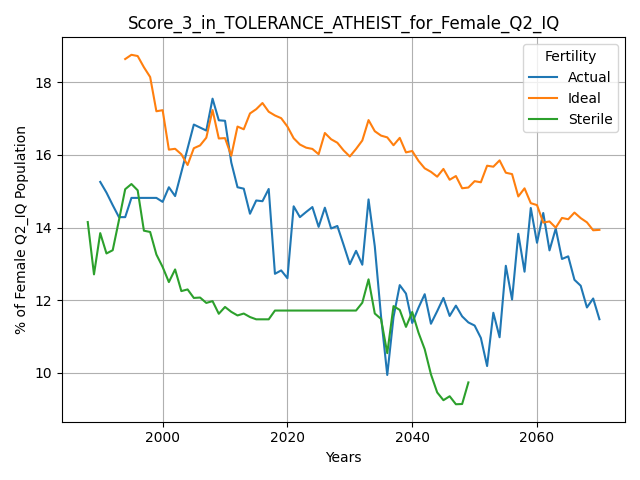 Score_3_in_TOLERANCE_ATHEIST_for_Female_Q2_IQ
% of Female Q2_IQ Population
18
16
14
12
10
Fertility
Actual
Ideal
Sterile
2000
2020
2040
2060
Years